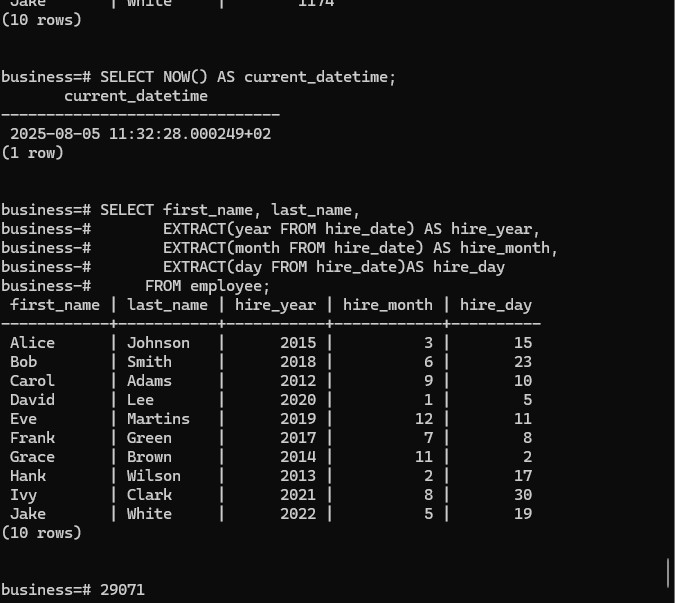 Jake       | White     |        1174
(10 rows)
business=# SELECT NOW() AS current_datetime;
       current_datetime
-------------------------------
 2025-08-05 11:32:28.000249+02
(1 row)
business=# SELECT first_name, last_name,
business-#        EXTRACT(year FROM hire_date) AS hire_year,
business-#        EXTRACT(month FROM hire_date) AS hire_month,
business-#        EXTRACT(day FROM hire_date)AS hire_day
business-#      FROM employee;
 first_name | last_name | hire_year | hire_month | hire_day
------------+-----------+-----------+------------+----------
 Alice      | Johnson   |      2015 |          3 |       15
 Bob        | Smith     |      2018 |          6 |       23
 Carol      | Adams     |      2012 |          9 |       10
 David      | Lee       |      2020 |          1 |        5
 Eve        | Martins   |      2019 |         12 |       11
 Frank      | Green     |      2017 |          7 |        8
 Grace      | Brown     |      2014 |         11 |        2
 Hank       | Wilson    |      2013 |          2 |       17
 Ivy        | Clark     |      2021 |          8 |       30
 Jake       | White     |      2022 |          5 |       19
(10 rows)
business=# 29071